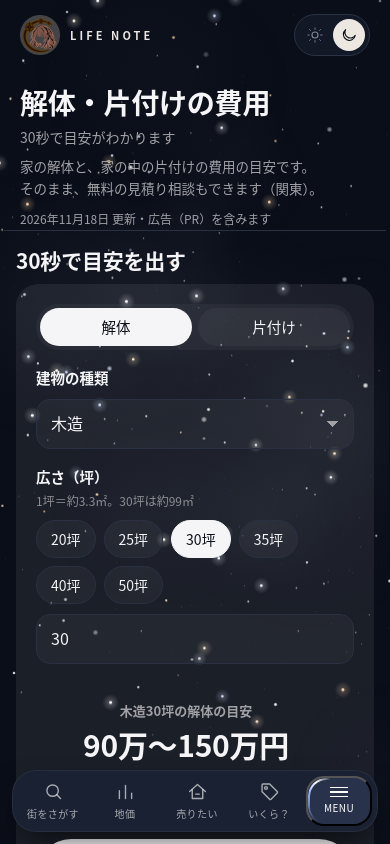 LIFE NOTE
解体・片付けの費用
30秒で目安がわかります
家の解体と、家の中の片付けの費用の目安です。
そのまま、無料の見積り相談もできます（関東）。
2026年11月18日 更新・広告（PR）を含みます
30秒で目安を出す
解体 片付け
建物の種類
木造
広さ（坪）
1坪＝約3.3㎡。30坪は約99㎡
20坪 25坪 30坪 35坪
40坪 50坪
30
木造30坪の解体の目安
90万〜150万円
街をさがす 地価 売りたい いくら？ MENU